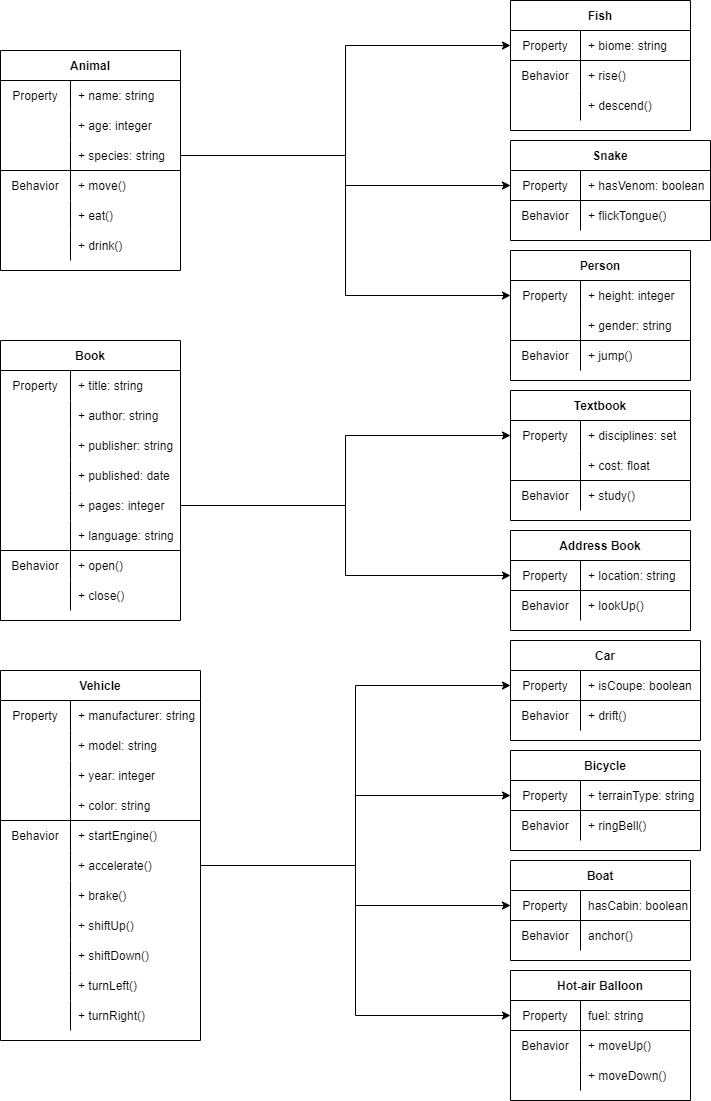 Animal
Property + name: string
+ age: integer
+ species: string
Behavior + move()
+ eat()
+ drink()
Fish
Property + biome: string
Behavior + rise()
+ descend()
Snake
Property + hasVenom: boolean
Behavior + flickTongue()
Person
Property + height: integer
+ gender: string
Behavior + jump()
Book
Property + title: string
+ author: string
+ publisher: string
+ published: date
+ pages: integer
+ language: string
Behavior + open()
+ close()
Textbook
Property + disciplines: set
+ cost: float
Behavior + study()
Address Book
Property + location: string
Behavior + lookUp()
Vehicle
Property + manufacturer: string
+ model: string
+ year: integer
+ color: string
Behavior + startEngine()
+ accelerate()
+ brake()
+ shiftUp()
+ shiftDown()
+ turnLeft()
+ turnRight()
Car
Property + isCoupe: boolean
Behavior + drift()
Bicycle
Property + terrainType: string
Behavior + ringBell()
Boat
Property hasCabin: boolean
Behavior anchor()
Hot-air Balloon
Property fuel: string
Behavior + moveUp()
+ moveDown()